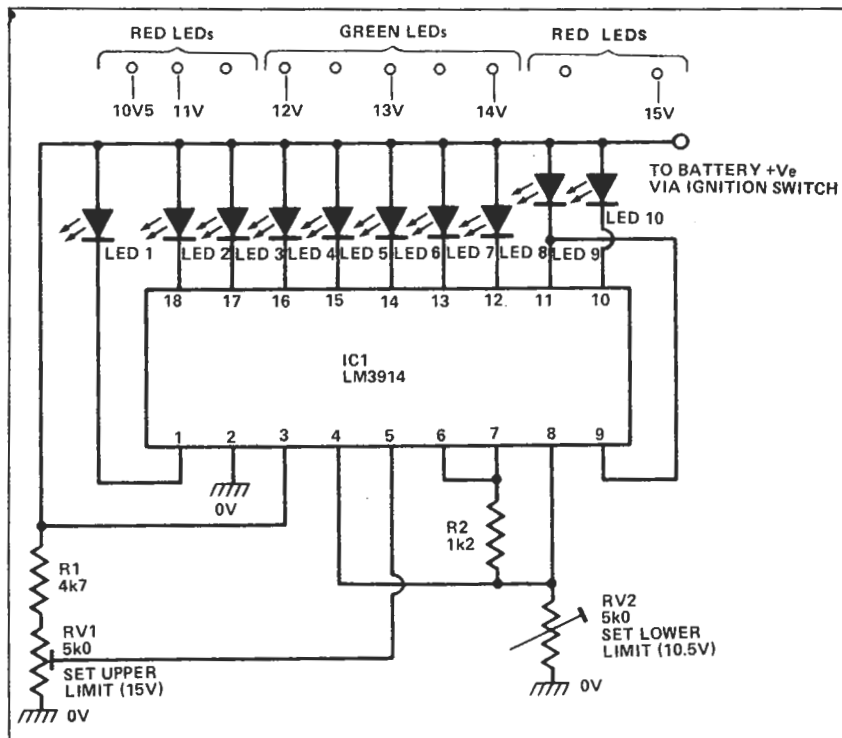 RED LEDs GREEN LEDs RED LEDS
10V5 11V 12V 13V 14V 15V
TO BATTERY +Ve
VIA IGNITION SWITCH
LED 1 LED 2 LED 3 LED 4 LED 5 LED 6 LED 7 LED 8 LED 9 LED 10
18 17 16 15 14 13 12 11 10
IC1
LM3914
1 2 3 4 5 6 7 8 9
0V
R1
4k7
R2
1k2
RV1
5k0
SET UPPER
LIMIT (15V)
0V
RV2
5k0
SET LOWER
LIMIT (10.5V)
0V